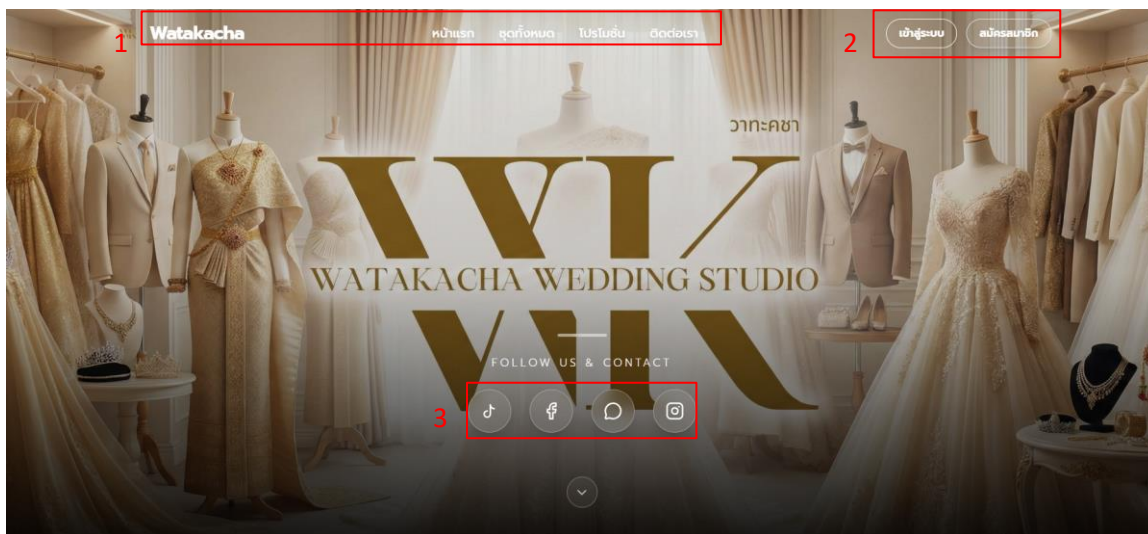 1 Watakacha หน้าแรก ชุดทั้งหมด โปรโมชั่น ติดต่อเรา 2 เข้าสู่ระบบ สมัครสมาชิก
วาทะคชา
WK
WATAKACHA WEDDING STUDIO
WK
FOLLOW US & CONTACT
3